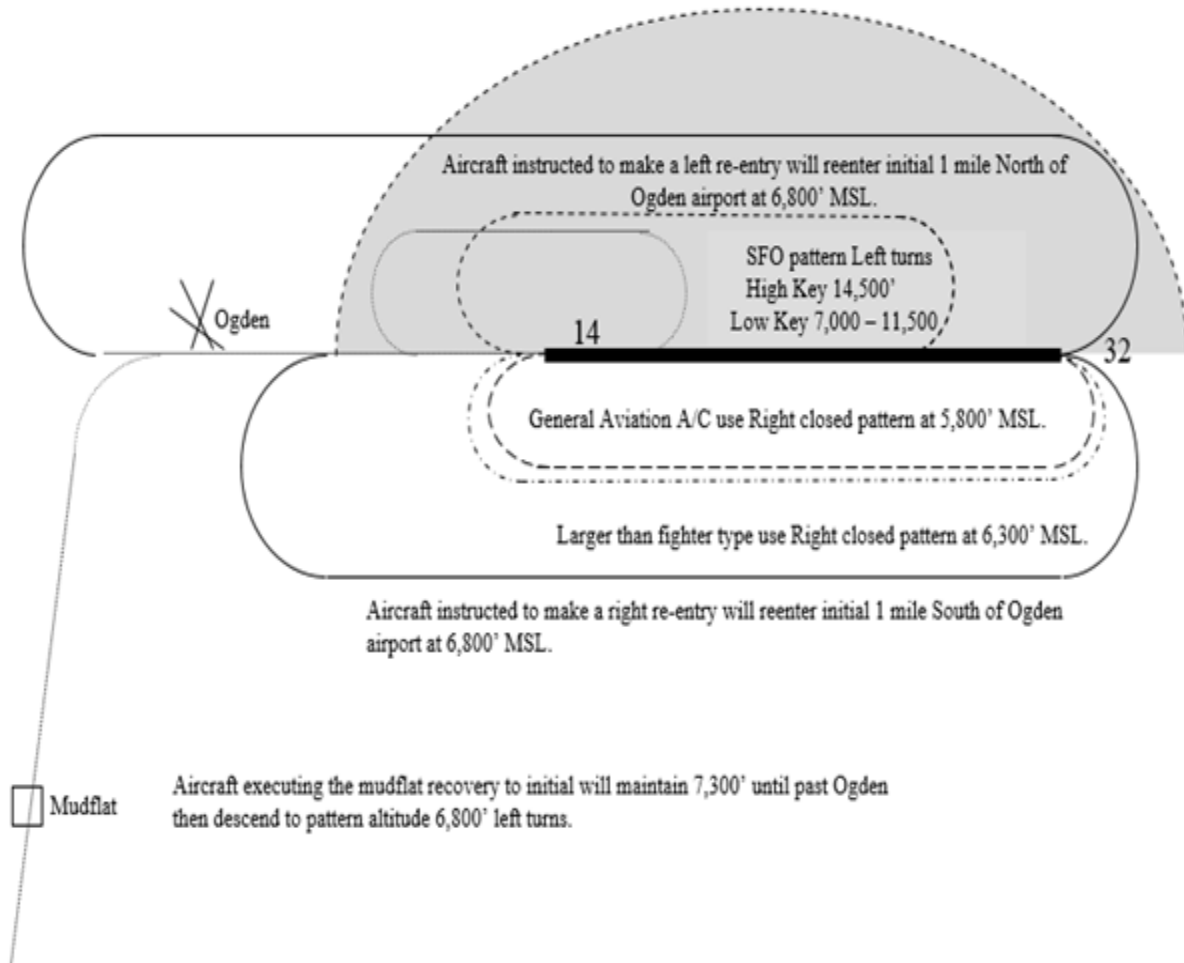 Aircraft instructed to make a left re-entry will reenter initial 1 mile North of
Ogden airport at 6,800’ MSL.
SFO pattern Left turns
High Key 14,500’
Low Key 7,000 – 11,500
Ogden
14
32
General Aviation A/C use Right closed pattern at 5,800’ MSL.
Larger than fighter type use Right closed pattern at 6,300’ MSL.
Aircraft instructed to make a right re-entry will reenter initial 1 mile South of Ogden
airport at 6,800’ MSL.
Mudflat
Aircraft executing the mudflat recovery to initial will maintain 7,300’ until past Ogden
then descend to pattern altitude 6,800’ left turns.